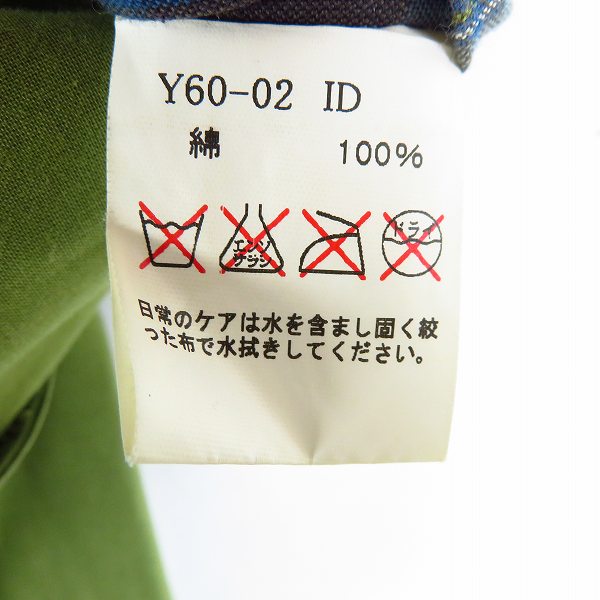 Y60-02 ID
綿 100%
エンソ
サラシ
ドライ
日常のケアは水を含まし固く絞
った布で水拭きしてください。